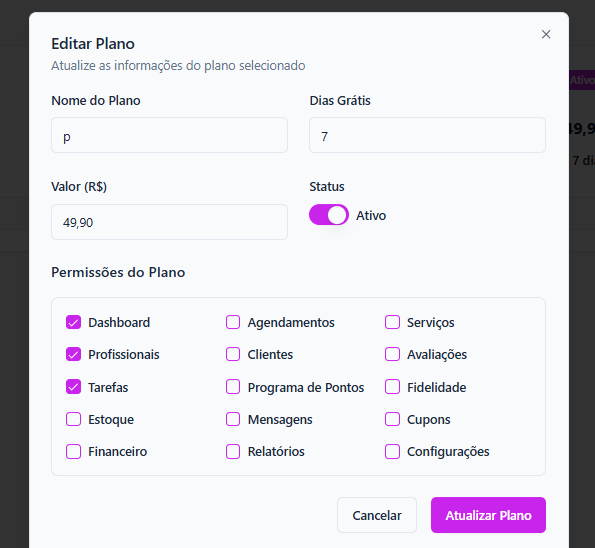 Editar Plano
Atualize as informações do plano selecionado
Nome do Plano Dias Grátis
p 7
Valor (R$) Status
49,90 Ativo
Permissões do Plano
Dashboard Agendamentos Serviços
Profissionais Clientes Avaliações
Tarefas Programa de Pontos Fidelidade
Estoque Mensagens Cupons
Financeiro Relatórios Configurações
Cancelar Atualizar Plano
Ativo